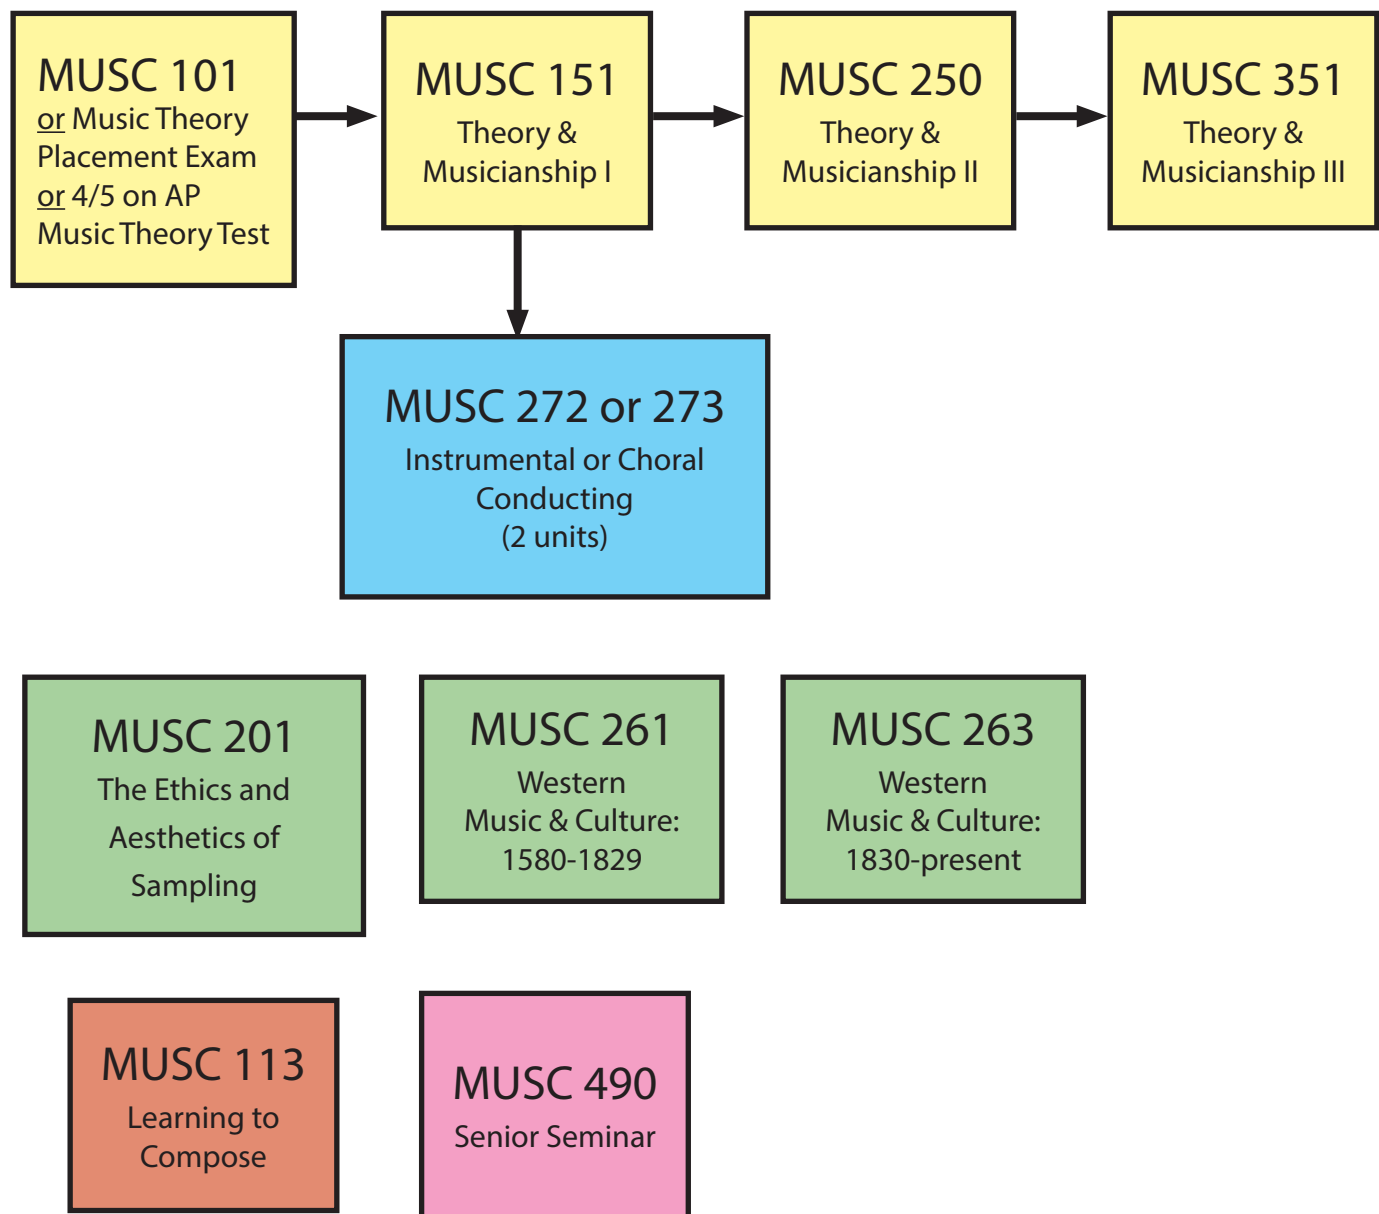 MUSC 101
or Music Theory
Placement Exam
or 4/5 on AP
Music Theory Test
MUSC 151
Theory &
Musicianship I
MUSC 250
Theory &
Musicianship II
MUSC 351
Theory &
Musicianship III
MUSC 272 or 273
Instrumental or Choral
Conducting
(2 units)
MUSC 201
The Ethics and
Aesthetics of
Sampling
MUSC 261
Western
Music & Culture:
1580-1829
MUSC 263
Western
Music & Culture:
1830-present
MUSC 113
Learning to
Compose
MUSC 490
Senior Seminar